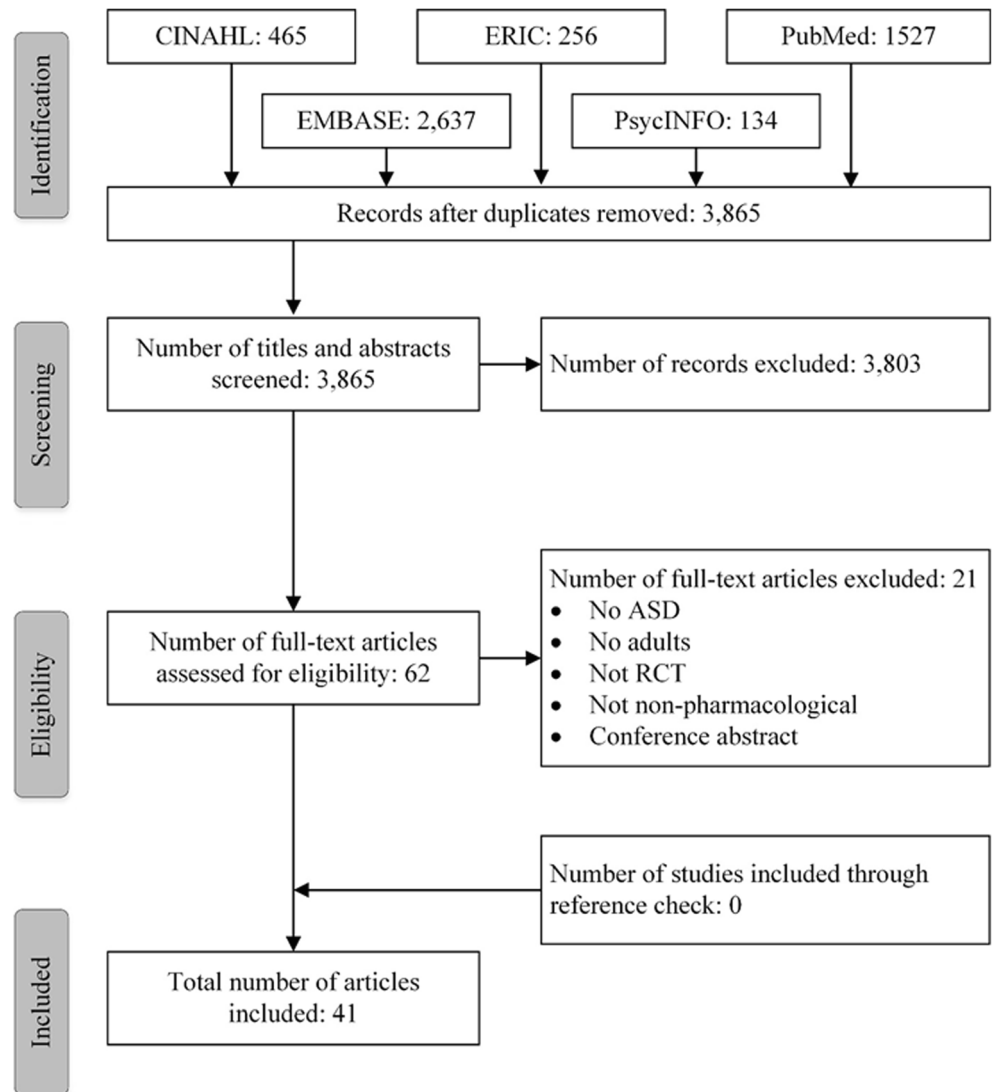 Identification
CINAHL: 465
ERIC: 256
PubMed: 1527
EMBASE: 2,637
PsycINFO: 134
Records after duplicates removed: 3,865
Screening
Number of titles and abstracts
screened: 3,865
Number of records excluded: 3,803
Eligibility
Number of full-text articles
assessed for eligibility: 62
Number of full-text articles excluded: 21
• No ASD
• No adults
• Not RCT
• Not non-pharmacological
• Conference abstract
Number of studies included through
reference check: 0
Included
Total number of articles
included: 41